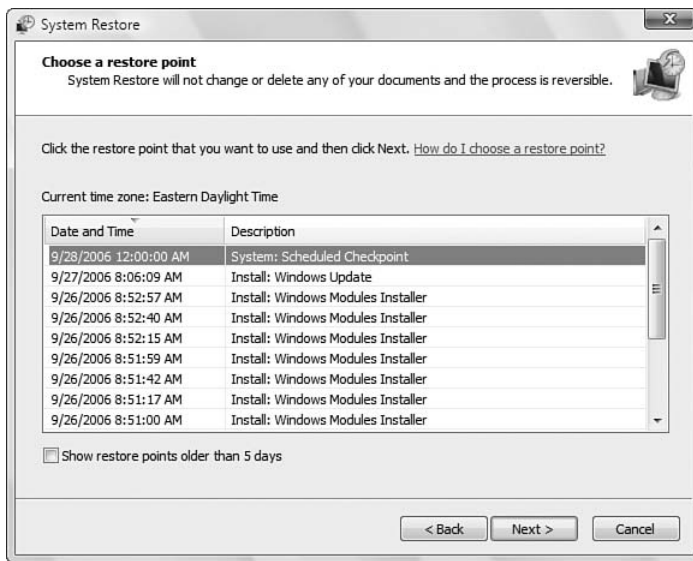 System Restore
Choose a restore point
System Restore will not change or delete any of your documents and the process is reversible.
Click the restore point that you want to use and then click Next. How do I choose a restore point?
Current time zone: Eastern Daylight Time
Date and Time Description
9/28/2006 12:00:00 AM System: Scheduled Checkpoint
9/27/2006 8:06:09 AM Install: Windows Update
9/26/2006 8:52:57 AM Install: Windows Modules Installer
9/26/2006 8:52:40 AM Install: Windows Modules Installer
9/26/2006 8:52:15 AM Install: Windows Modules Installer
9/26/2006 8:51:59 AM Install: Windows Modules Installer
9/26/2006 8:51:42 AM Install: Windows Modules Installer
9/26/2006 8:51:17 AM Install: Windows Modules Installer
9/26/2006 8:51:00 AM Install: Windows Modules Installer
Show restore points older than 5 days
< Back Next > Cancel